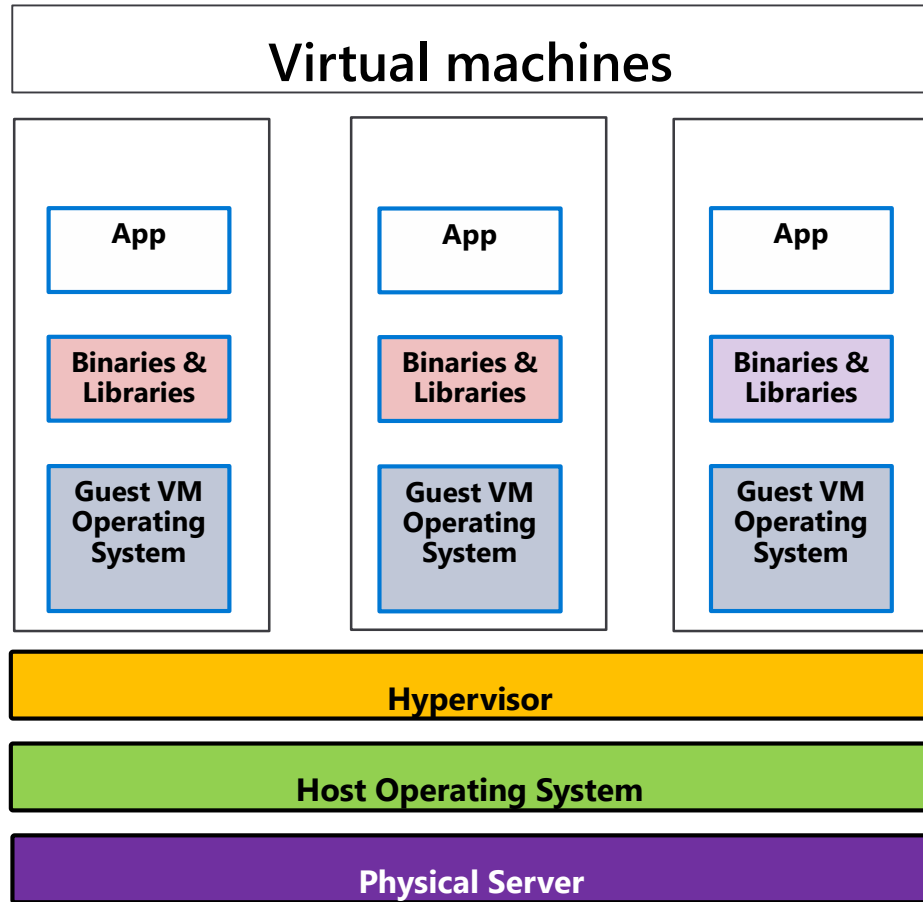 Virtual machines
App
App
App
Binaries &
Libraries
Binaries &
Libraries
Binaries &
Libraries
Guest VM
Operating
System
Guest VM
Operating
System
Guest VM
Operating
System
Hypervisor
Host Operating System
Physical Server